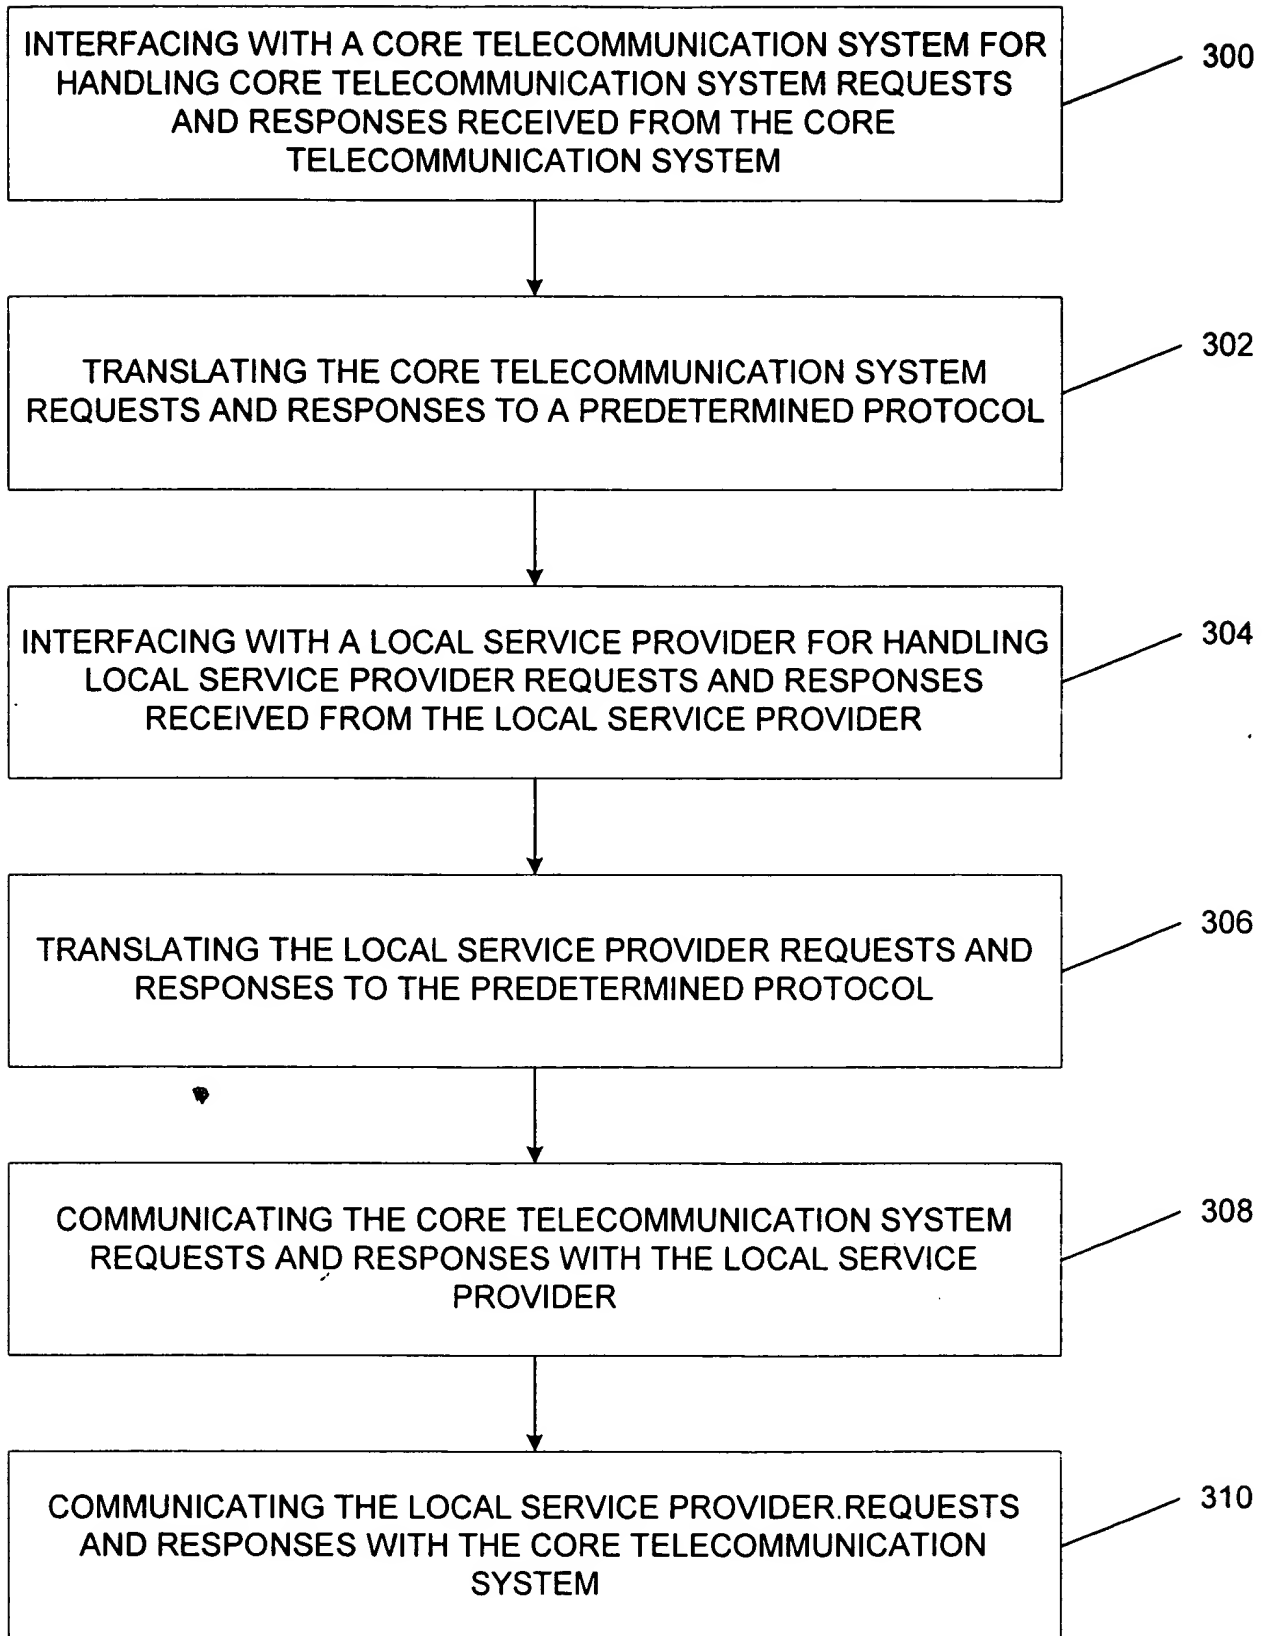 INTERFACING WITH A CORE TELECOMMUNICATION SYSTEM FOR
HANDLING CORE TELECOMMUNICATION SYSTEM REQUESTS
AND RESPONSES RECEIVED FROM THE CORE
TELECOMMUNICATION SYSTEM
300
TRANSLATING THE CORE TELECOMMUNICATION SYSTEM
REQUESTS AND RESPONSES TO A PREDETERMINED PROTOCOL
302
INTERFACING WITH A LOCAL SERVICE PROVIDER FOR HANDLING
LOCAL SERVICE PROVIDER REQUESTS AND RESPONSES
RECEIVED FROM THE LOCAL SERVICE PROVIDER
304
TRANSLATING THE LOCAL SERVICE PROVIDER REQUESTS AND
RESPONSES TO THE PREDETERMINED PROTOCOL
306
COMMUNICATING THE CORE TELECOMMUNICATION SYSTEM
REQUESTS AND RESPONSES WITH THE LOCAL SERVICE
PROVIDER
308
COMMUNICATING THE LOCAL SERVICE PROVIDER REQUESTS
AND RESPONSES WITH THE CORE TELECOMMUNICATION
SYSTEM
310